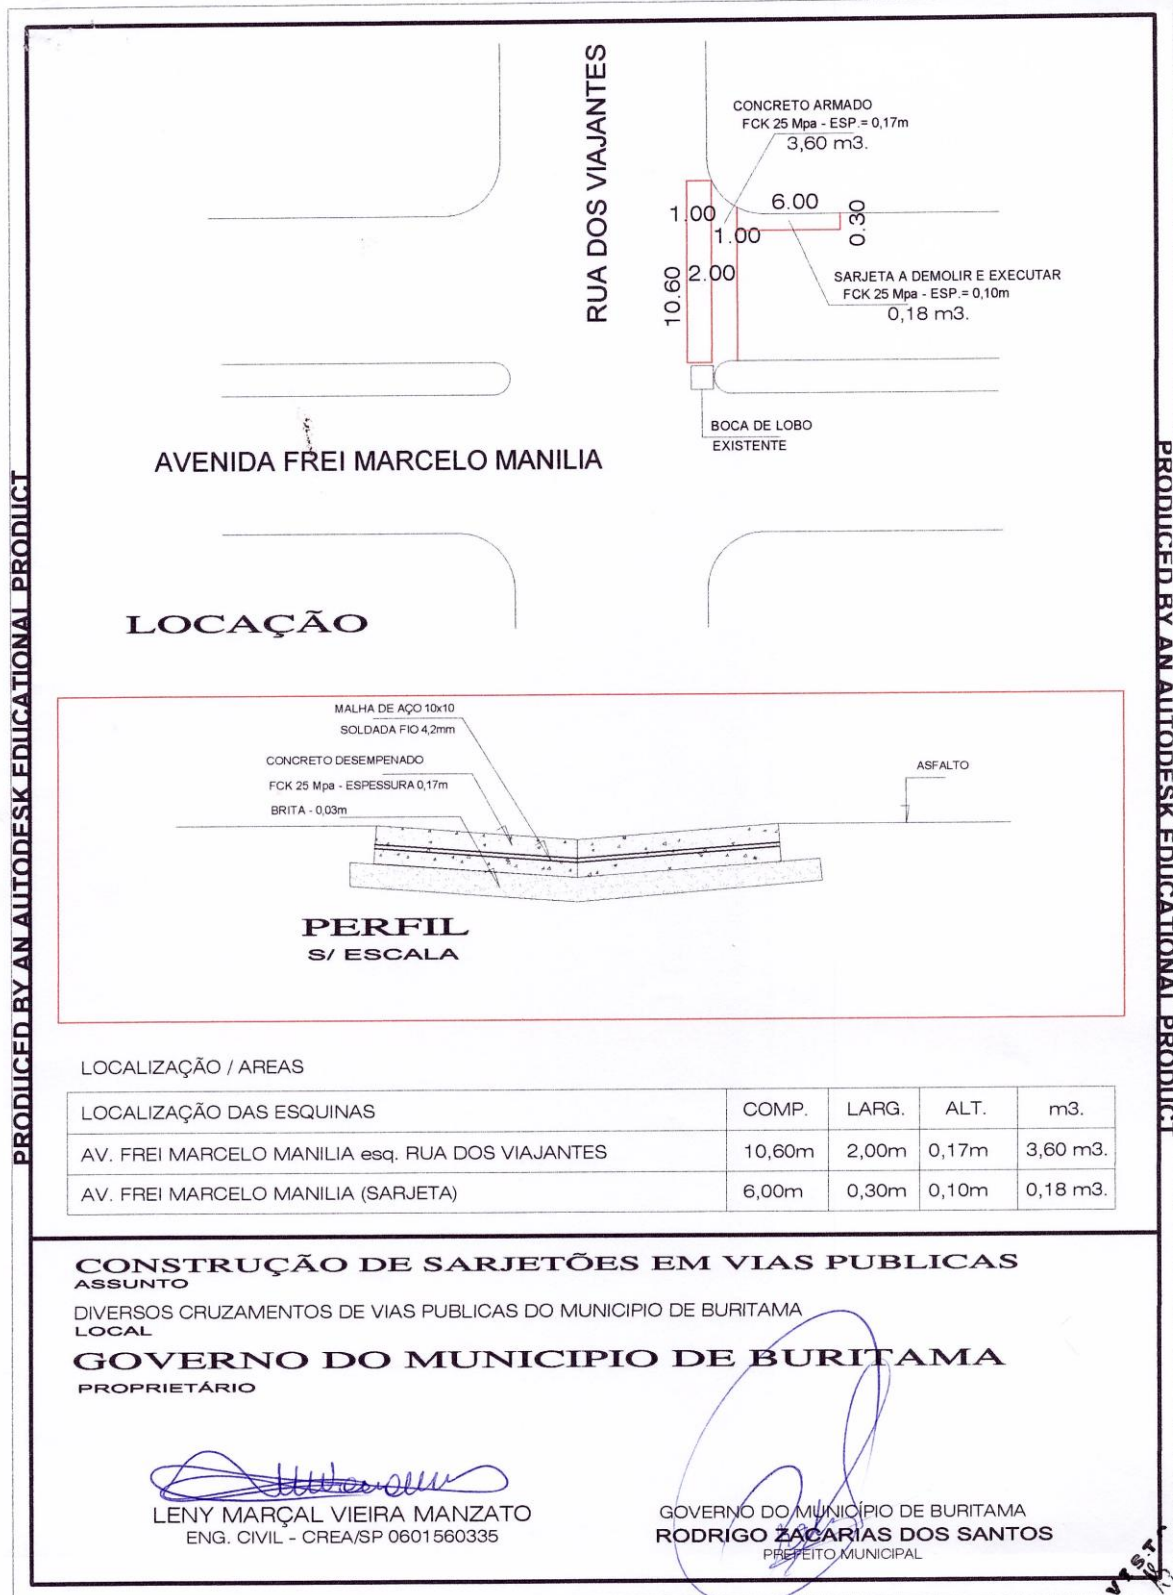 RUA DOS VIAJANTES
CONCRETO ARMADO
FCK 25 Mpa - ESP.= 0,17m
3,60 m3.
1.00
6.00
0.30
1.00
10.60
2.00
SARJETA A DEMOLIR E EXECUTAR
FCK 25 Mpa - ESP.= 0,10m
0,18 m3.
BOCA DE LOBO
EXISTENTE
AVENIDA FREI MARCELO MANILIA
LOCAÇÃO
PRODUCED BY AN AUTODESK EDUCATIONAL PRODUCT
PRODUCED BY AN AUTODESK EDUCATIONAL PRODUCT
MALHA DE AÇO 10x10
SOLDADA FIO 4,2mm
CONCRETO DESEMPENADO
FCK 25 Mpa - ESPESSURA 0,17m
BRITA - 0,03m
ASFALTO
PERFIL
S/ ESCALA
LOCALIZAÇÃO / AREAS
LOCALIZAÇÃO DAS ESQUINAS COMP. LARG. ALT. m3.
AV. FREI MARCELO MANILIA esq. RUA DOS VIAJANTES 10,60m 2,00m 0,17m 3,60 m3.
AV. FREI MARCELO MANILIA (SARJETA) 6,00m 0,30m 0,10m 0,18 m3.
CONSTRUÇÃO DE SARJETÕES EM VIAS PUBLICAS
ASSUNTO
DIVERSOS CRUZAMENTOS DE VIAS PUBLICAS DO MUNICIPIO DE BURITAMA
LOCAL
GOVERNO DO MUNICIPIO DE BURITAMA
PROPRIETÁRIO
LENY MARÇAL VIEIRA MANZATO
ENG. CIVIL - CREA/SP 0601560335
GOVERNO DO MUNICÍPIO DE BURITAMA
RODRIGO ZACARIAS DOS SANTOS
PREFEITO MUNICIPAL